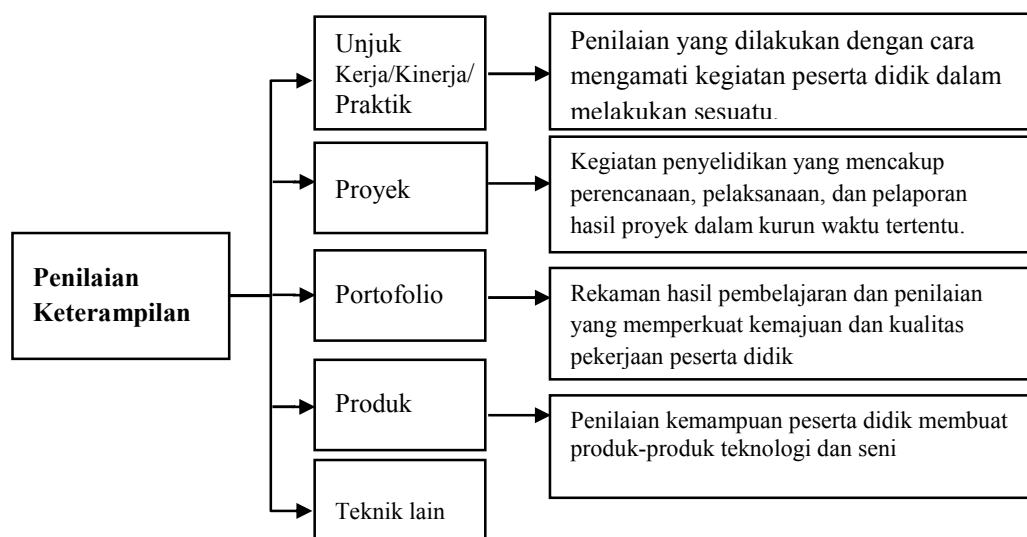 Penilaian
Keterampilan
Unjuk
Kerja/Kinerja/
Praktik
Penilaian yang dilakukan dengan cara
mengamati kegiatan peserta didik dalam
melakukan sesuatu.
Proyek
Kegiatan penyelidikan yang mencakup
perencanaan, pelaksanaan, dan pelaporan
hasil proyek dalam kurun waktu tertentu.
Portofolio
Rekaman hasil pembelajaran dan penilaian
yang memperkuat kemajuan dan kualitas
pekerjaan peserta didik
Produk
Penilaian kemampuan peserta didik membuat
produk-produk teknologi dan seni
Teknik lain